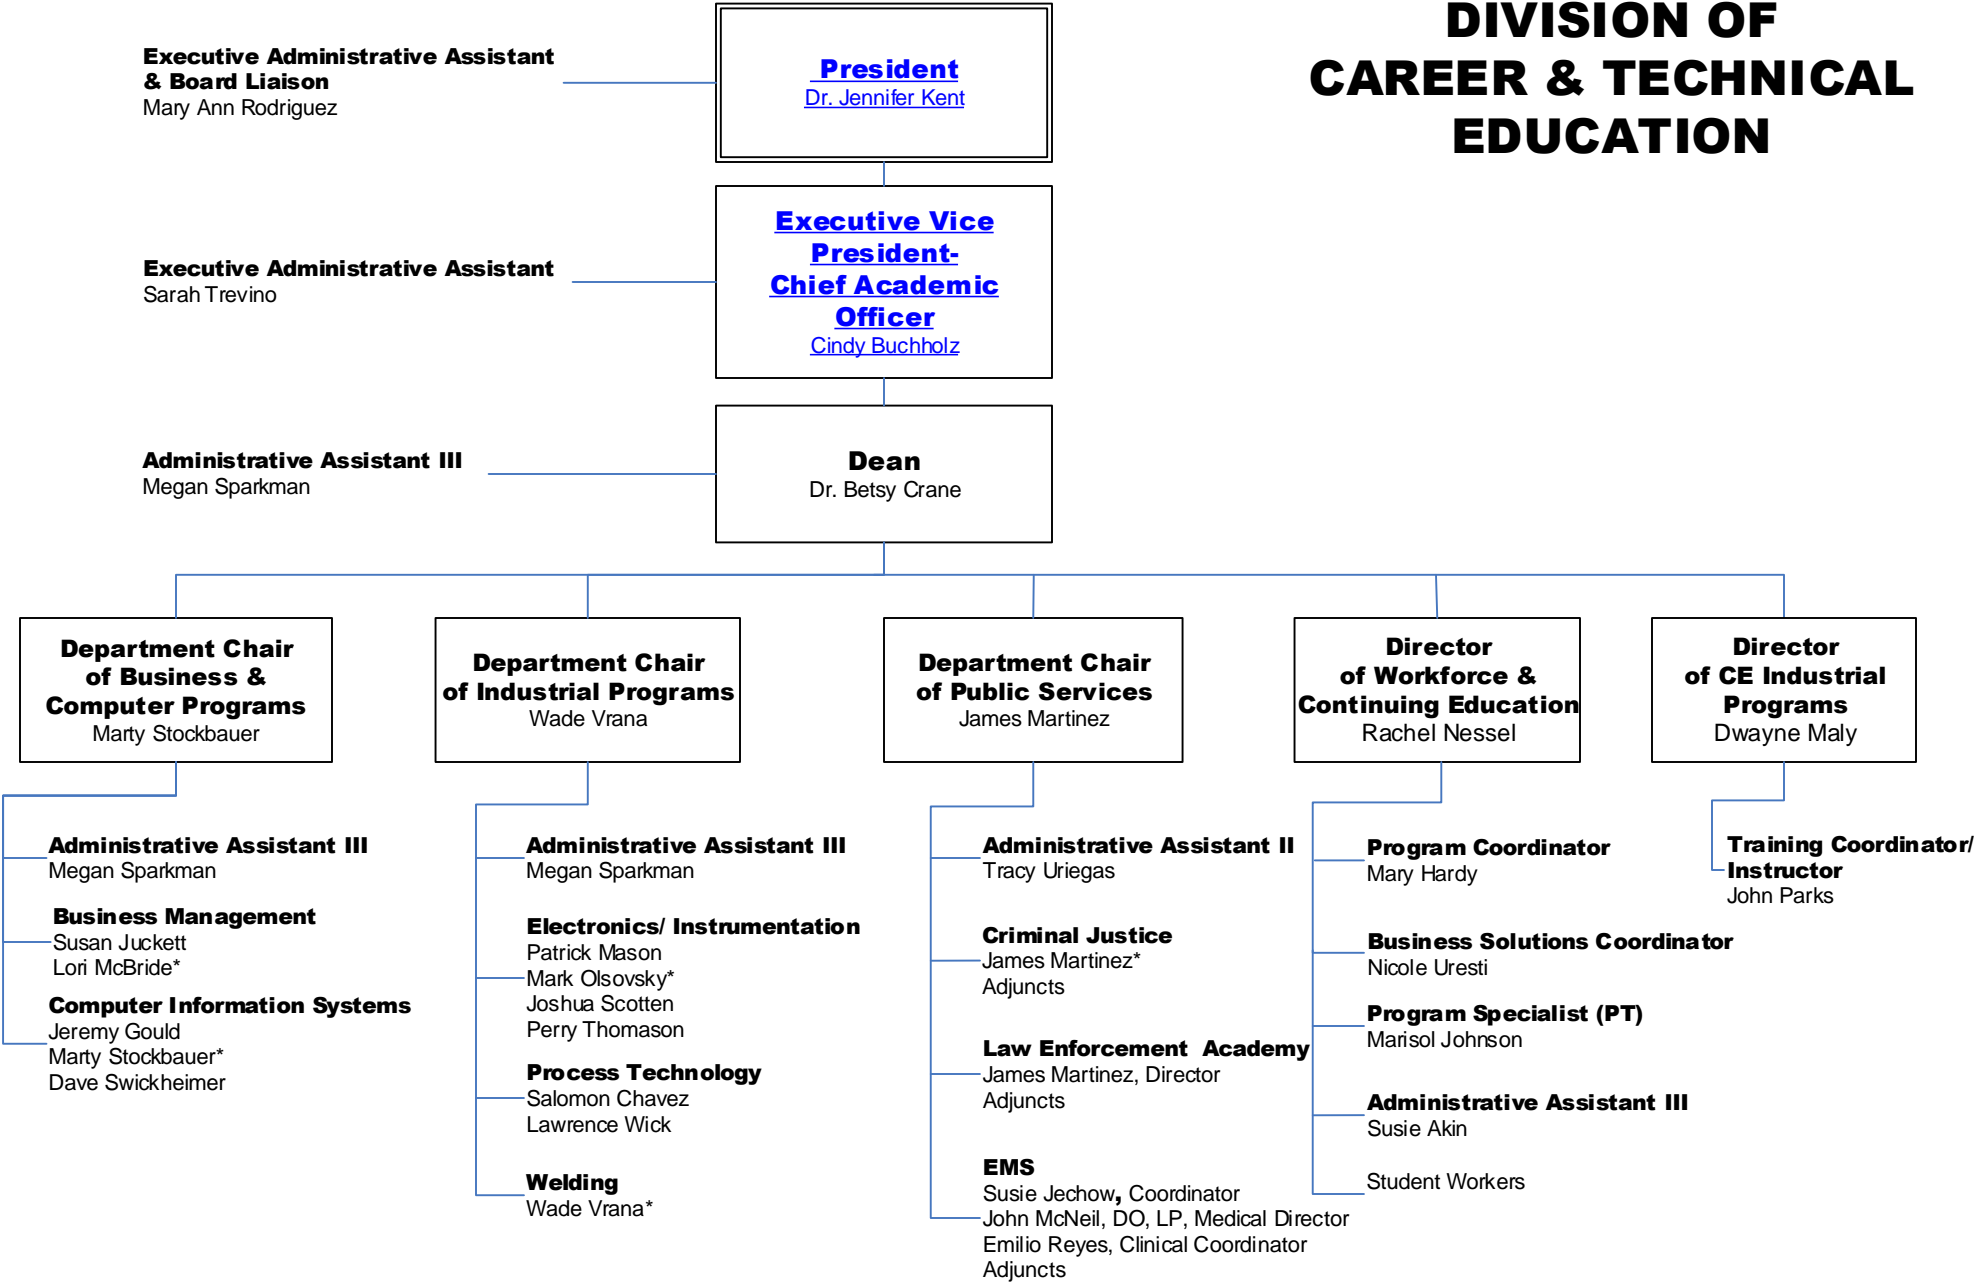 DIVISION OF
CAREER & TECHNICAL
EDUCATION
Executive Administrative Assistant
& Board Liaison
Mary Ann Rodriguez
President
Dr. Jennifer Kent
Executive Administrative Assistant
Sarah Trevino
Executive Vice
President-
Chief Academic
Officer
Cindy Buchholz
Administrative Assistant III
Megan Sparkman
Dean
Dr. Betsy Crane
Department Chair
of Business &
Computer Programs
Marty Stockbauer
Administrative Assistant III
Megan Sparkman
Business Management
Susan Juckett
Lori McBride*
Computer Information Systems
Jeremy Gould
Marty Stockbauer*
Dave Swickheimer
Department Chair
of Industrial Programs
Wade Vrana
Administrative Assistant III
Megan Sparkman
Electronics/ Instrumentation
Patrick Mason
Mark Olsovsky*
Joshua Scotten
Perry Thomason
Process Technology
Salomon Chavez
Lawrence Wick
Welding
Wade Vrana*
Department Chair
of Public Services
James Martinez
Administrative Assistant II
Tracy Uriegas
Criminal Justice
James Martinez*
Adjuncts
Law Enforcement Academy
James Martinez, Director
Adjuncts
EMS
Susie Jechow, Coordinator
John McNeil, DO, LP, Medical Director
Emilio Reyes, Clinical Coordinator
Adjuncts
Director
of Workforce &
Continuing Education
Rachel Nessel
Program Coordinator
Mary Hardy
Business Solutions Coordinator
Nicole Uresti
Program Specialist (PT)
Marisol Johnson
Administrative Assistant III
Susie Akin
Student Workers
Director
of CE Industrial
Programs
Dwayne Maly
Training Coordinator/
Instructor
John Parks